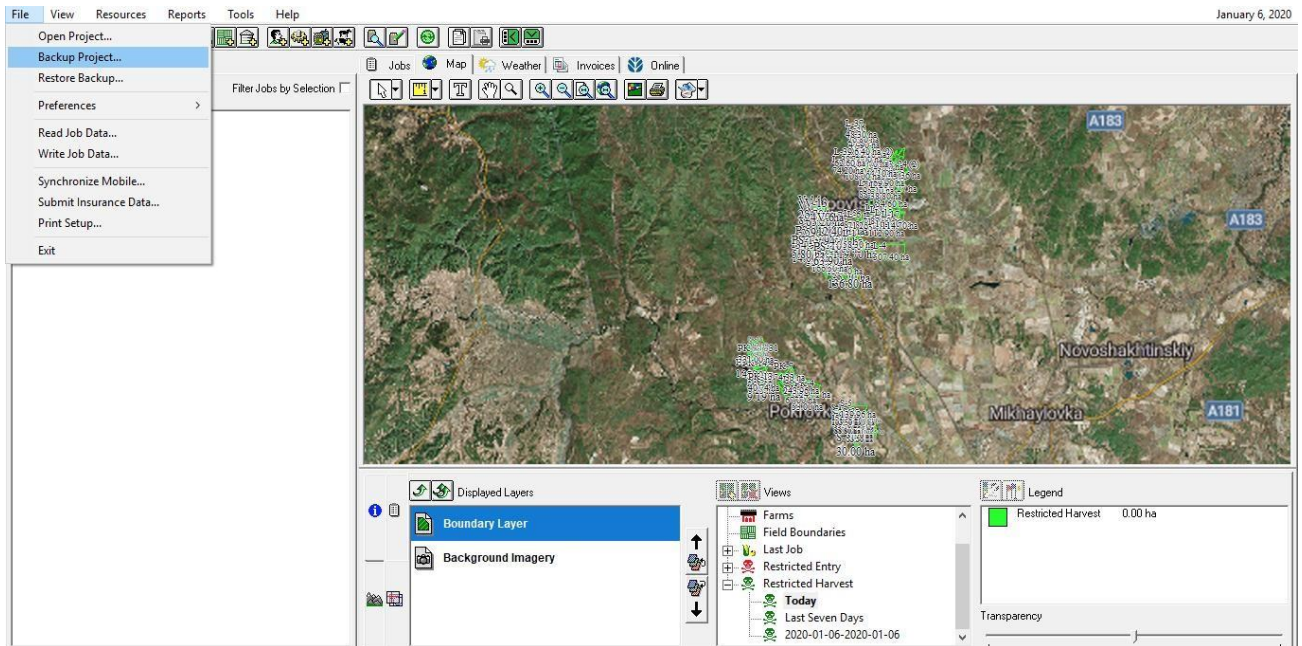 File View Resources Reports Tools Help
January 6, 2020
Open Project...
Backup Project...
Restore Backup...
Preferences
Read Job Data...
Write Job Data...
Synchronize Mobile...
Submit Insurance Data...
Print Setup...
Exit
Filter Jobs by Selection
Jobs Map Weather Invoices Online
A183
A183
Novoshakhtinskiy
Mikhaylovka
A181
30.00 ha
Displayed Layers
Boundary Layer
Background Imagery
Views
Farms
Field Boundaries
Last Job
Restricted Entry
Restricted Harvest
Today
Last Seven Days
2020-01-06-2020-01-06
Legend
Restricted Harvest 0.00 ha
Transparency